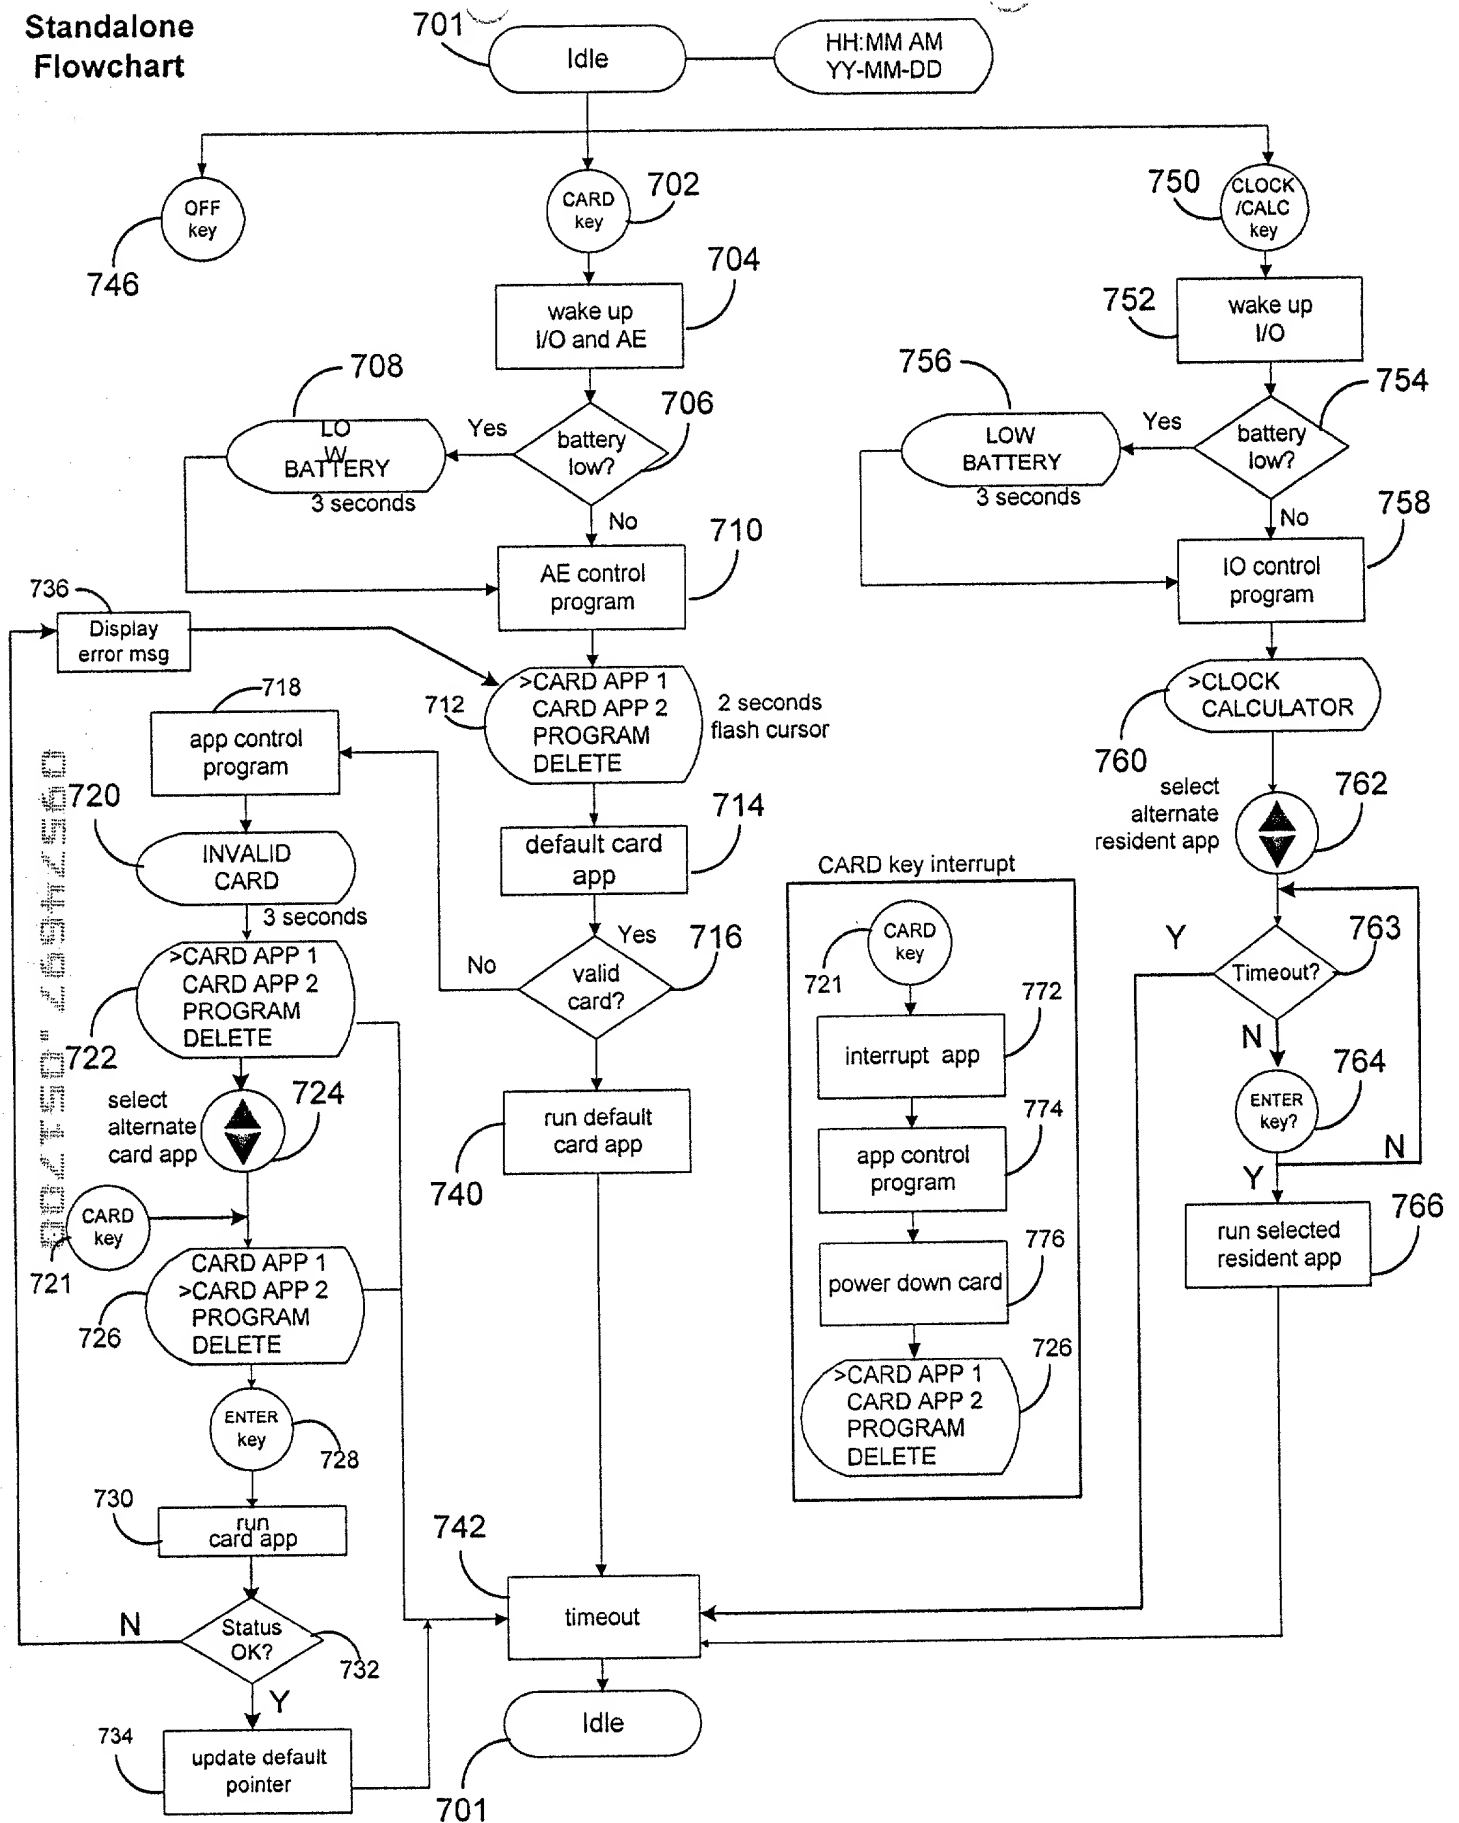 Standalone
Flowchart
701
Idle
HH:MM AM
YY-MM-DD
OFF
key
746
CARD
key
702
750
CLOCK
/CALC
key
wake up
I/O and AE
704
752
wake up
I/O
708
LO
W
BATTERY
3 seconds
Yes
battery
low?
706
No
756
LOW
BATTERY
3 seconds
Yes
battery
low?
754
No
710
AE control
program
758
IO control
program
736
Display
error msg
712
>CARD APP 1
CARD APP 2
PROGRAM
DELETE
2 seconds
flash cursor
>CLOCK
CALCULATOR
760
718
app control
program
714
default card
app
select
alternate
resident app
762
720
INVALID
CARD
3 seconds
Yes
No
valid
card?
716
Y
Timeout?
763
N
722
>CARD APP 1
CARD APP 2
PROGRAM
DELETE
select
alternate
card app
724
run default
card app
740
ENTER
key?
764
N
Y
CARD
key
721
726
CARD APP 1
>CARD APP 2
PROGRAM
DELETE
run selected
resident app
766
ENTER
key
728
730
run
card app
N
Status
OK?
732
Y
734
update default
pointer
742
timeout
Idle
701
CARD key interrupt
CARD
key
721
772
interrupt app
774
app control
program
776
power down card
726
>CARD APP 1
CARD APP 2
PROGRAM
DELETE
09574697.051700